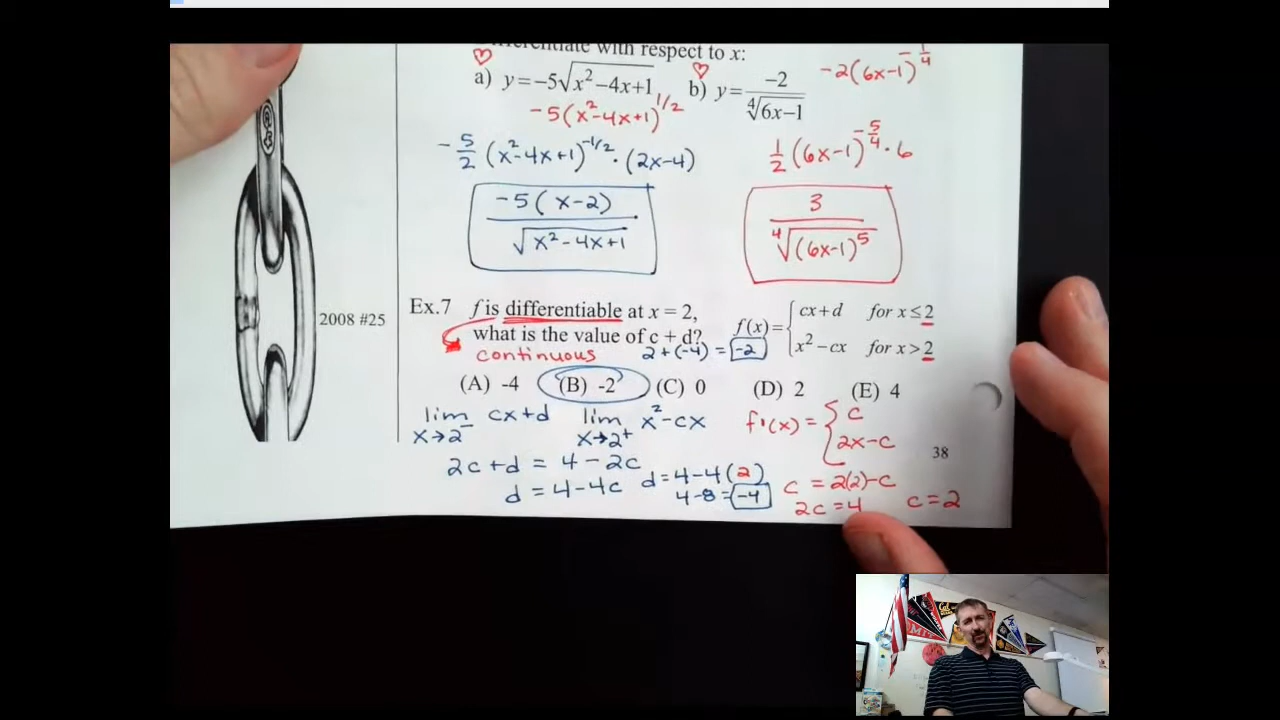 with respect to x:
a) y=-5√(x²-4x+1)
b) y=-2/⁴√(6x-1)
-2(6x-1)^(-1/4)
-5(x²-4x+1)^(1/2)
-5/2 (x²-4x+1)^(-1/2)·(2x-4)
1/2 (6x-1)^(-5/4)·6
-5(x-2)/√(x²-4x+1)
3/⁴√((6x-1)⁵)
2008 #25
Ex.7 f is differentiable at x = 2,
what is the value of c + d?
f(x)={
cx+d for x≤2
x²-cx for x>2
continuous
2+(-4) = -2
(A) -4 (B) -2 (C) 0 (D) 2 (E) 4
lim x→2⁻ cx+d
lim x→2⁺ x²-cx
f'(x) = {
c
2x-c
2c+d = 4-2c
d = 4-4c
d=4-4(2)
4-8=-4
c = 2(2)-c
2c=4
c=2
38